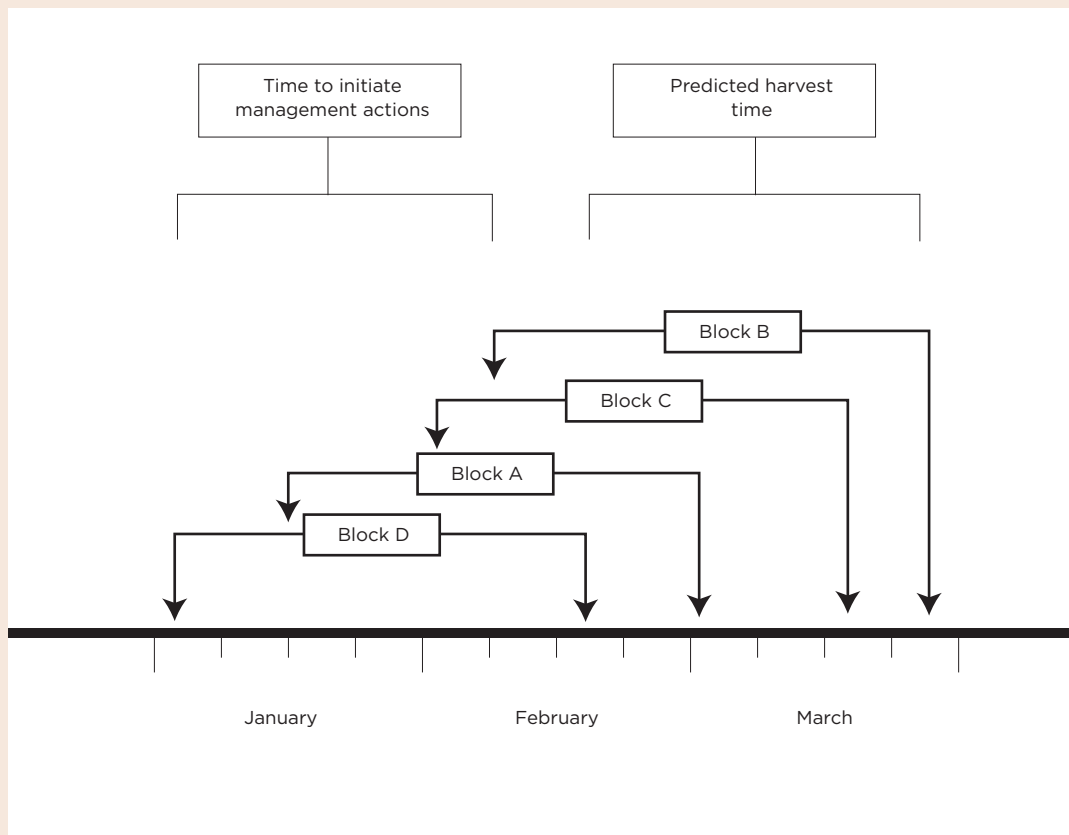 Time to initiate
management actions
Predicted harvest
time
Block B
Block C
Block A
Block D
January
February
March